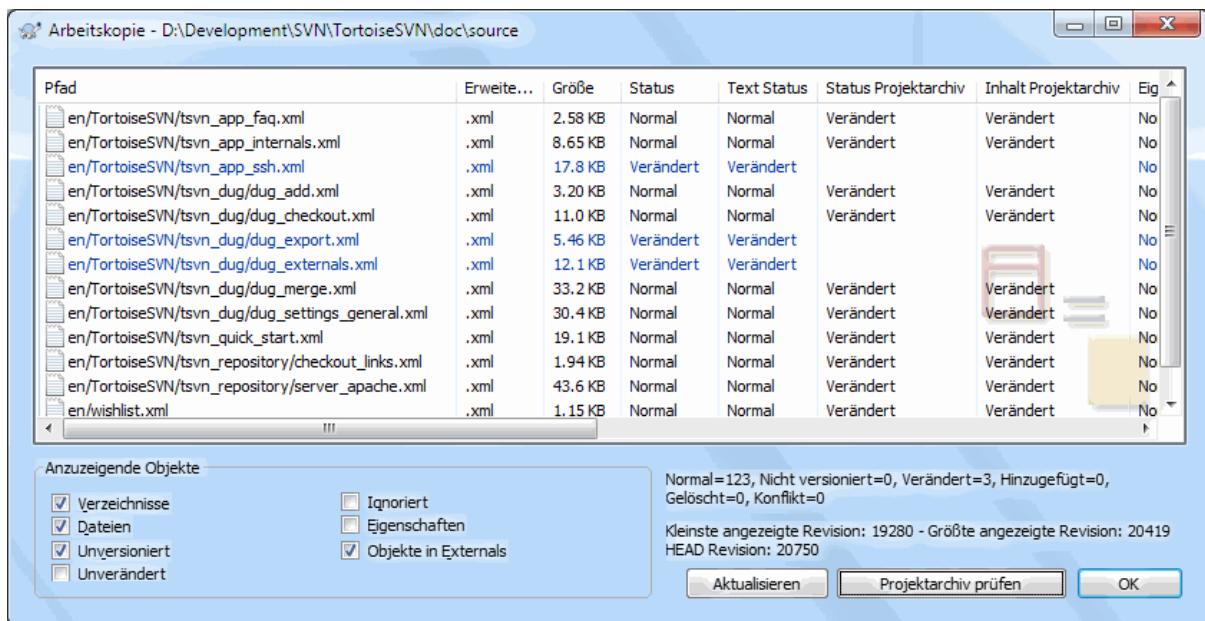 Arbeitskopie - D:\Development\SVN\TortoiseSVN\doc\source
Pfad Erweite... Größe Status Text Status Status Projektarchiv Inhalt Projektarchiv Eig
en/TortoiseSVN/tsvn_app_faq.xml .xml 2.58 KB Normal Normal Verändert Verändert No
en/TortoiseSVN/tsvn_app_internals.xml .xml 8.65 KB Normal Normal Verändert Verändert No
en/TortoiseSVN/tsvn_app_ssh.xml .xml 17.8 KB Verändert Verändert No
en/TortoiseSVN/tsvn_dug/dug_add.xml .xml 3.20 KB Normal Normal Verändert Verändert No
en/TortoiseSVN/tsvn_dug/dug_checkout.xml .xml 11.0 KB Normal Normal Verändert Verändert No
en/TortoiseSVN/tsvn_dug/dug_export.xml .xml 5.46 KB Verändert Verändert No
en/TortoiseSVN/tsvn_dug/dug_externals.xml .xml 12.1 KB Verändert Verändert No
en/TortoiseSVN/tsvn_dug/dug_merge.xml .xml 33.2 KB Normal Normal Verändert Verändert No
en/TortoiseSVN/tsvn_dug/dug_settings_general.xml .xml 30.4 KB Normal Normal Verändert Verändert No
en/TortoiseSVN/tsvn_quick_start.xml .xml 19.1 KB Normal Normal Verändert Verändert No
en/TortoiseSVN/tsvn_repository/checkout_links.xml .xml 1.94 KB Normal Normal Verändert Verändert No
en/TortoiseSVN/tsvn_repository/server_apache.xml .xml 43.6 KB Normal Normal Verändert Verändert No
en/wishlist.xml .xml 1.15 KB Normal Normal Verändert Verändert No
Anzuzeigende Objekte
Verzeichnisse
Dateien
Unversioniert
Unverändert
Ignoriert
Eigenschaften
Objekte in Externals
Normal=123, Nicht versioniert=0, Verändert=3, Hinzugefügt=0,
Gelöscht=0, Konflikt=0
Kleinste angezeigte Revision: 19280 - Größte angezeigte Revision: 20419
HEAD Revision: 20750
Aktualisieren Projektarchiv prüfen OK